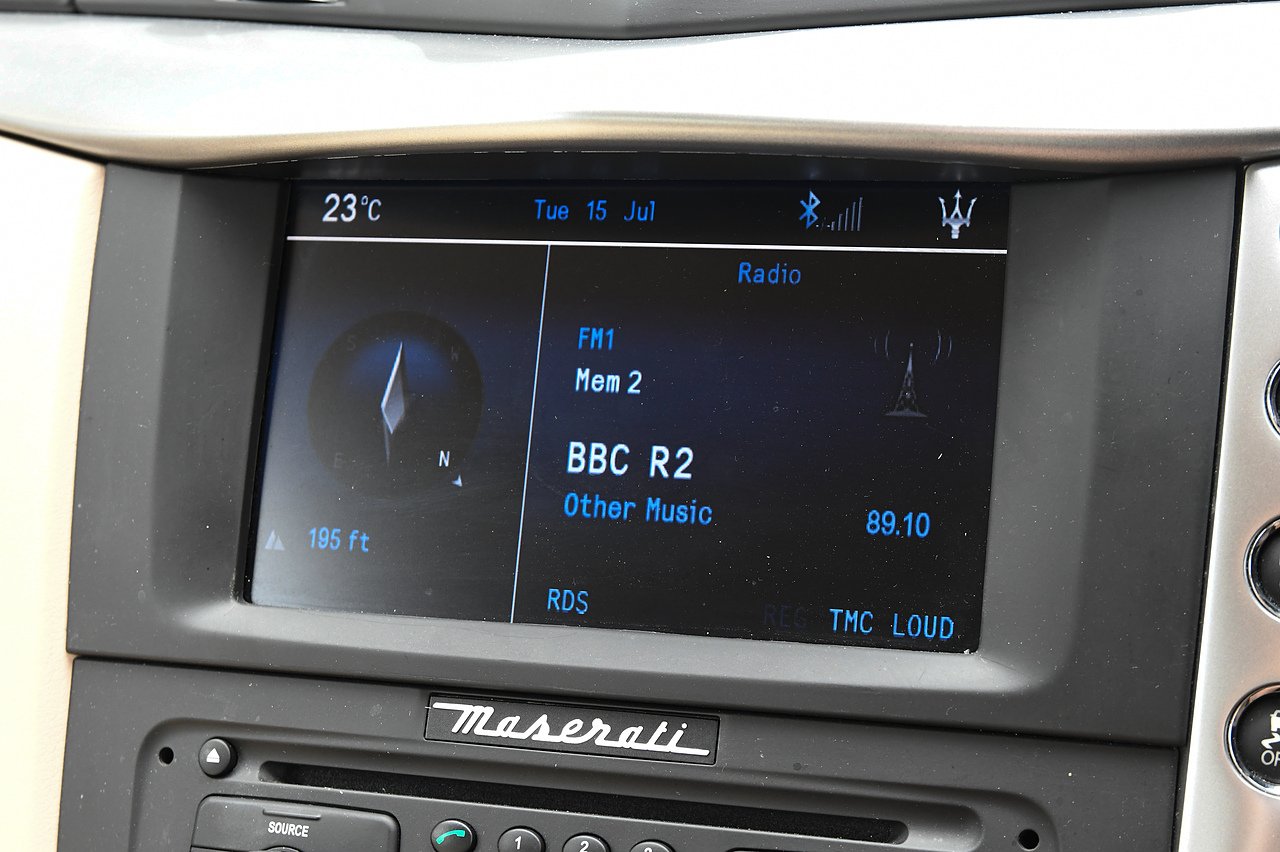 23°C
Tue 15 Jul
Radio
S
W
FM1
Mem 2
N
E
BBC R2
Other Music
89.10
195 ft
RDS
REG TMC LOUD
Maserati
SOURCE
1
2